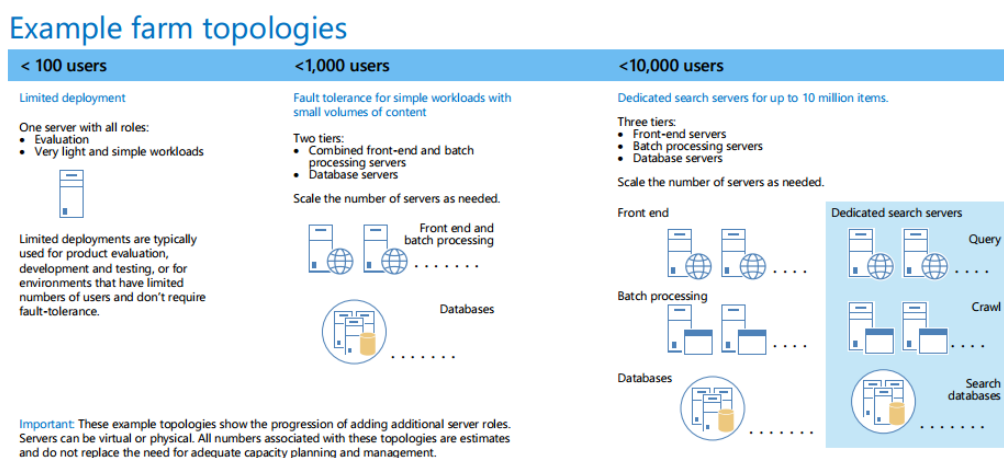 Example farm topologies
< 100 users
<1,000 users
<10,000 users
Limited deployment
One server with all roles:
• Evaluation
• Very light and simple workloads
Limited deployments are typically
used for product evaluation,
development and testing, or for
environments that have limited
numbers of users and don't require
fault-tolerance.
Fault tolerance for simple workloads with
small volumes of content
Two tiers:
• Combined front-end and batch
processing servers
• Database servers
Scale the number of servers as needed.
Front end and
batch processing
Databases
Dedicated search servers for up to 10 million items.
Three tiers:
• Front-end servers
• Batch processing servers
• Database servers
Scale the number of servers as needed.
Front end
Batch processing
Databases
Dedicated search servers
Query
Crawl
Search
databases
Important: These example topologies show the progression of adding additional server roles.
Servers can be virtual or physical. All numbers associated with these topologies are estimates
and do not replace the need for adequate capacity planning and management.